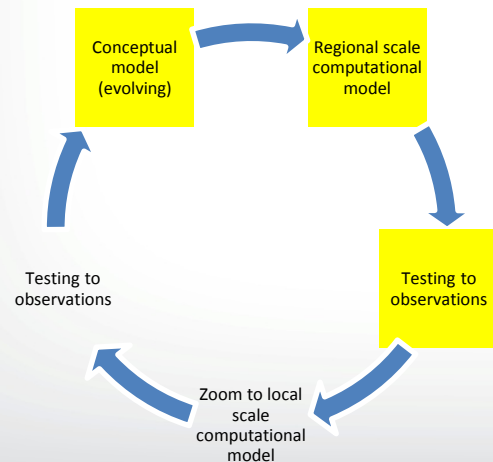 Conceptual
model
(evolving)
Regional scale
computational
model
Testing to
observations
Zoom to local
scale
computational
model
Testing to
observations